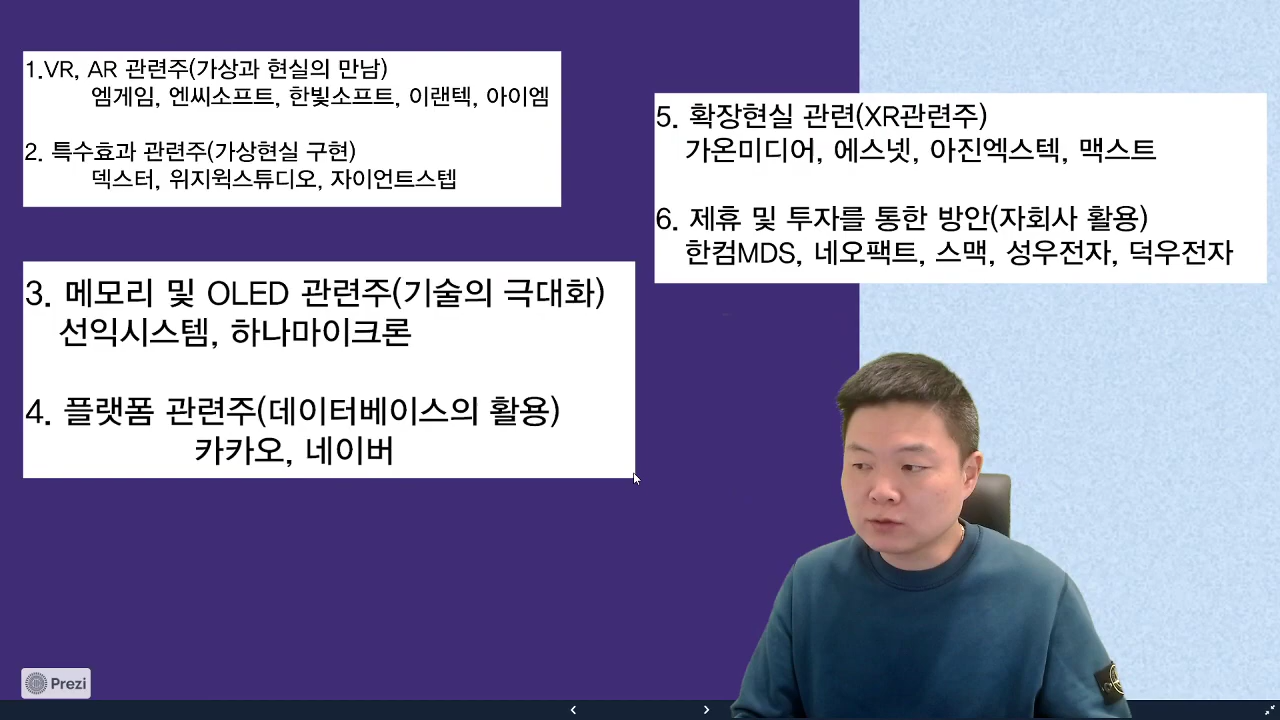 1.VR, AR 관련주(가상과 현실의 만남)
엠게임, 엔씨소프트, 한빛소프트, 이랜텍, 아이엠
2. 특수효과 관련주(가상현실 구현)
덱스터, 위지윅스튜디오, 자이언트스텝
3. 메모리 및 OLED 관련주(기술의 극대화)
선익시스템, 하나마이크론
4. 플랫폼 관련주(데이터베이스의 활용)
카카오, 네이버
5. 확장현실 관련(XR관련주)
가온미디어, 에스넷, 아진엑스텍, 맥스트
6. 제휴 및 투자를 통한 방안(자회사 활용)
한컴MDS, 네오팩트, 스맥, 성우전자, 덕우전자
Prezi